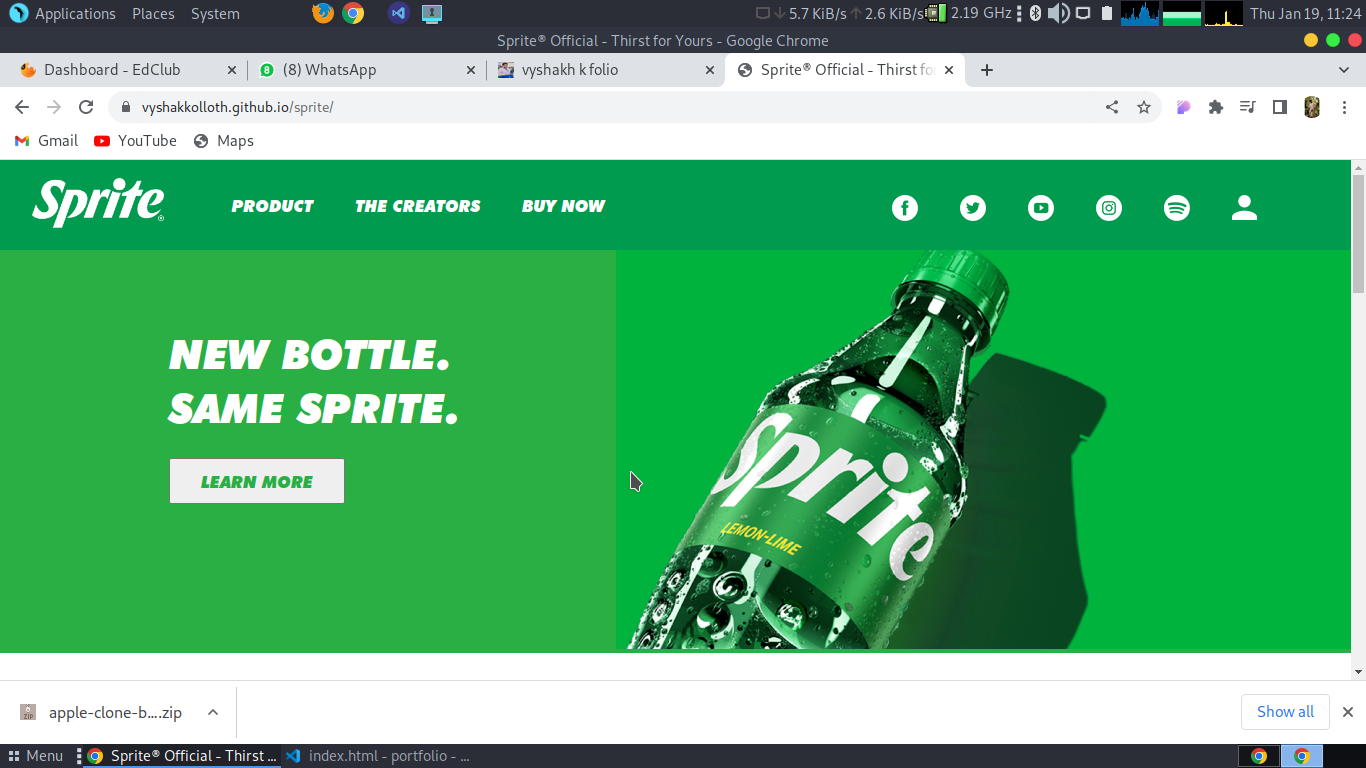 Applications Places System 5.7 KiB/s 2.6 KiB/s 2.19 GHz Thu Jan 19, 11:24
Sprite® Official - Thirst for Yours - Google Chrome
Dashboard - EdClub (8) WhatsApp vyshakh k folio Sprite® Official - Thirst fo
vyshakkolloth.github.io/sprite/
Gmail YouTube Maps
Sprite®
PRODUCT THE CREATORS BUY NOW
NEW BOTTLE.
SAME SPRITE.
LEARN MORE
Sprite
LEMON-LIME
apple-clone-b....zip Show all
Menu Sprite® Official - Thirst ... index.html - portfolio - ...